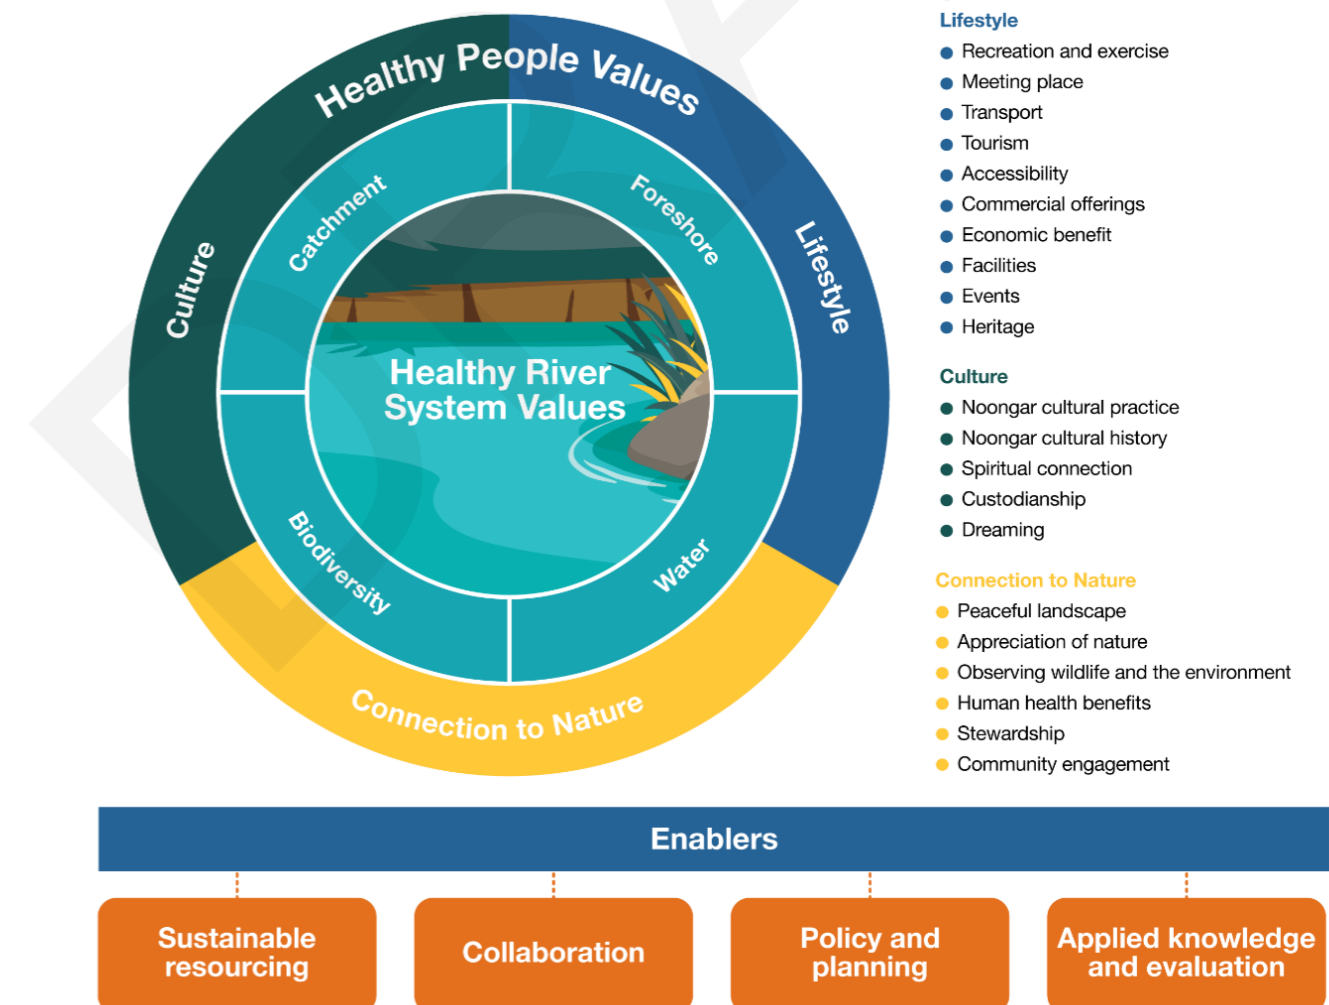 Healthy People Values
Culture
Lifestyle
Connection to Nature
Catchment
Foreshore
Biodiversity
Water
Healthy River
System Values
Lifestyle
Recreation and exercise
Meeting place
Transport
Tourism
Accessibility
Commercial offerings
Economic benefit
Facilities
Events
Heritage
Culture
Noongar cultural practice
Noongar cultural history
Spiritual connection
Custodianship
Dreaming
Connection to Nature
Peaceful landscape
Appreciation of nature
Observing wildlife and the environment
Human health benefits
Stewardship
Community engagement
Enablers
Sustainable
resourcing
Collaboration
Policy and
planning
Applied knowledge
and evaluation